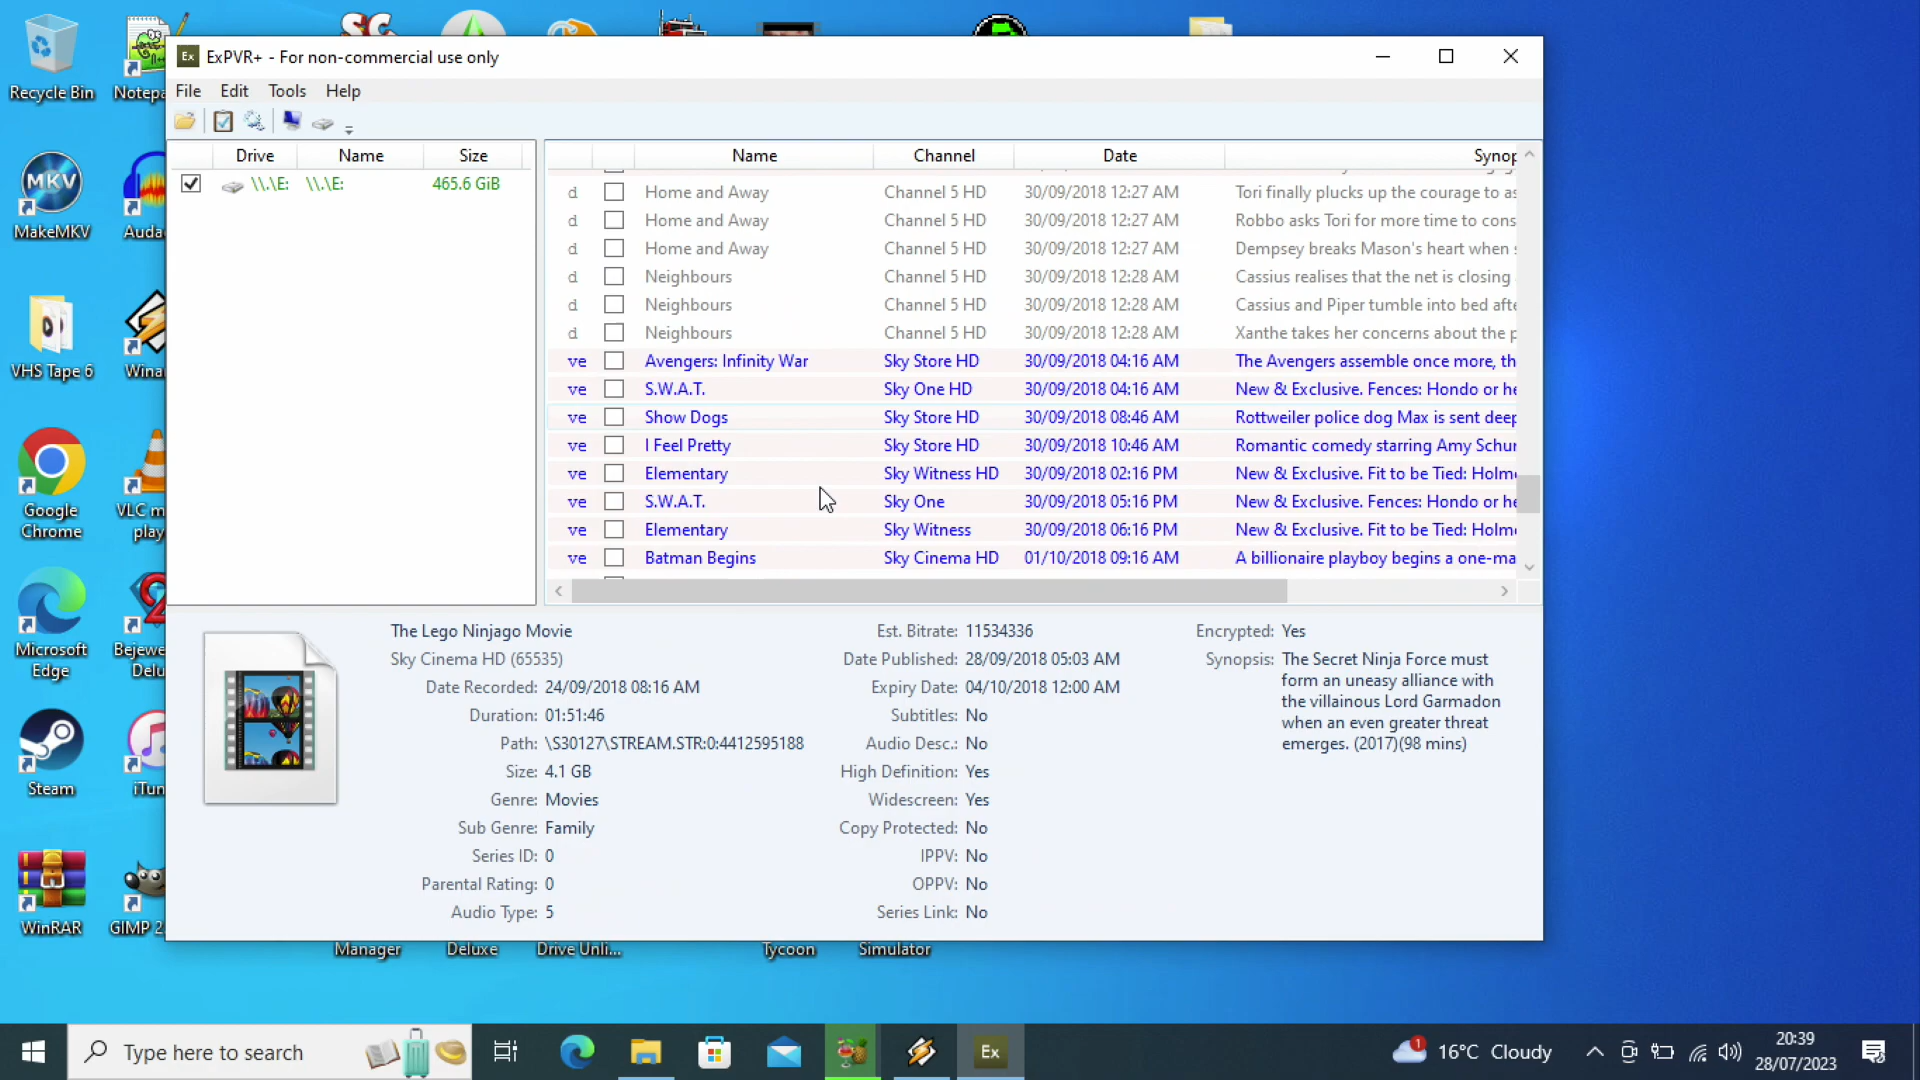 Recycle Bin
Notepa
MakeMKV
Audac
VHS Tape 6
Winar
Google
Chrome
VLC m
play
Microsoft
Edge
Bejewe
Delu
Steam
iTun
WinRAR
GIMP 2
Manager
Deluxe
Drive Unli...
Tycoon
Simulator
Ex
ExPVR+ - For non-commercial use only
File Edit Tools Help
Drive Name Size
\\.\E: \\.\E: 465.6 GiB
Name Channel Date Synop
d Home and Away Channel 5 HD 30/09/2018 12:27 AM Tori finally plucks up the courage to as
d Home and Away Channel 5 HD 30/09/2018 12:27 AM Robbo asks Tori for more time to cons
d Home and Away Channel 5 HD 30/09/2018 12:27 AM Dempsey breaks Mason's heart when s
d Neighbours Channel 5 HD 30/09/2018 12:28 AM Cassius realises that the net is closing
d Neighbours Channel 5 HD 30/09/2018 12:28 AM Cassius and Piper tumble into bed afte
d Neighbours Channel 5 HD 30/09/2018 12:28 AM Xanthe takes her concerns about the p
ve Avengers: Infinity War Sky Store HD 30/09/2018 04:16 AM The Avengers assemble once more, th
ve S.W.A.T. Sky One HD 30/09/2018 04:16 AM New & Exclusive. Fences: Hondo or he
ve Show Dogs Sky Store HD 30/09/2018 08:46 AM Rottweiler police dog Max is sent deep
ve I Feel Pretty Sky Store HD 30/09/2018 10:46 AM Romantic comedy starring Amy Schur
ve Elementary Sky Witness HD 30/09/2018 02:16 PM New & Exclusive. Fit to be Tied: Holme
ve S.W.A.T. Sky One 30/09/2018 05:16 PM New & Exclusive. Fences: Hondo or he
ve Elementary Sky Witness 30/09/2018 06:16 PM New & Exclusive. Fit to be Tied: Holme
ve Batman Begins Sky Cinema HD 01/10/2018 09:16 AM A billionaire playboy begins a one-ma
The Lego Ninjago Movie
Sky Cinema HD (65535)
Date Recorded: 24/09/2018 08:16 AM
Duration: 01:51:46
Path: \S30127\STREAM.STR:0:4412595188
Size: 4.1 GB
Genre: Movies
Sub Genre: Family
Series ID: 0
Parental Rating: 0
Audio Type: 5
Est. Bitrate: 11534336
Date Published: 28/09/2018 05:03 AM
Expiry Date: 04/10/2018 12:00 AM
Subtitles: No
Audio Desc.: No
High Definition: Yes
Widescreen: Yes
Copy Protected: No
IPPV: No
OPPV: No
Series Link: No
Encrypted: Yes
Synopsis: The Secret Ninja Force must
form an uneasy alliance with
the villainous Lord Garmadon
when an even greater threat
emerges. (2017)(98 mins)
Type here to search
Ex
1
16°C Cloudy
20:39
28/07/2023